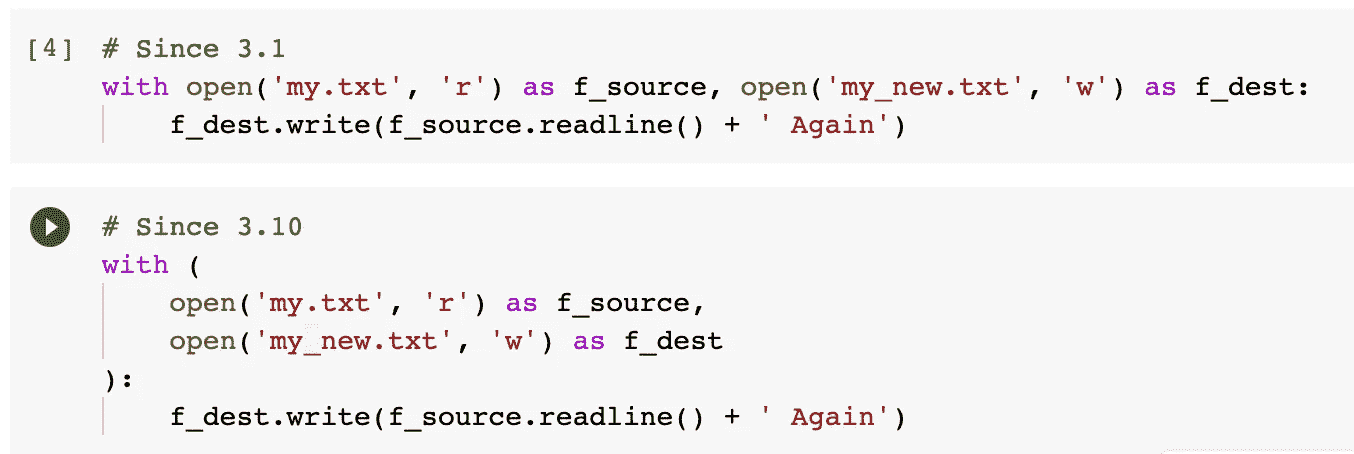 [4] # Since 3.1
with open('my.txt', 'r') as f_source, open('my_new.txt', 'w') as f_dest:
    f_dest.write(f_source.readline() + ' Again')
# Since 3.10
with (
    open('my.txt', 'r') as f_source,
    open('my_new.txt', 'w') as f_dest
):
    f_dest.write(f_source.readline() + ' Again')